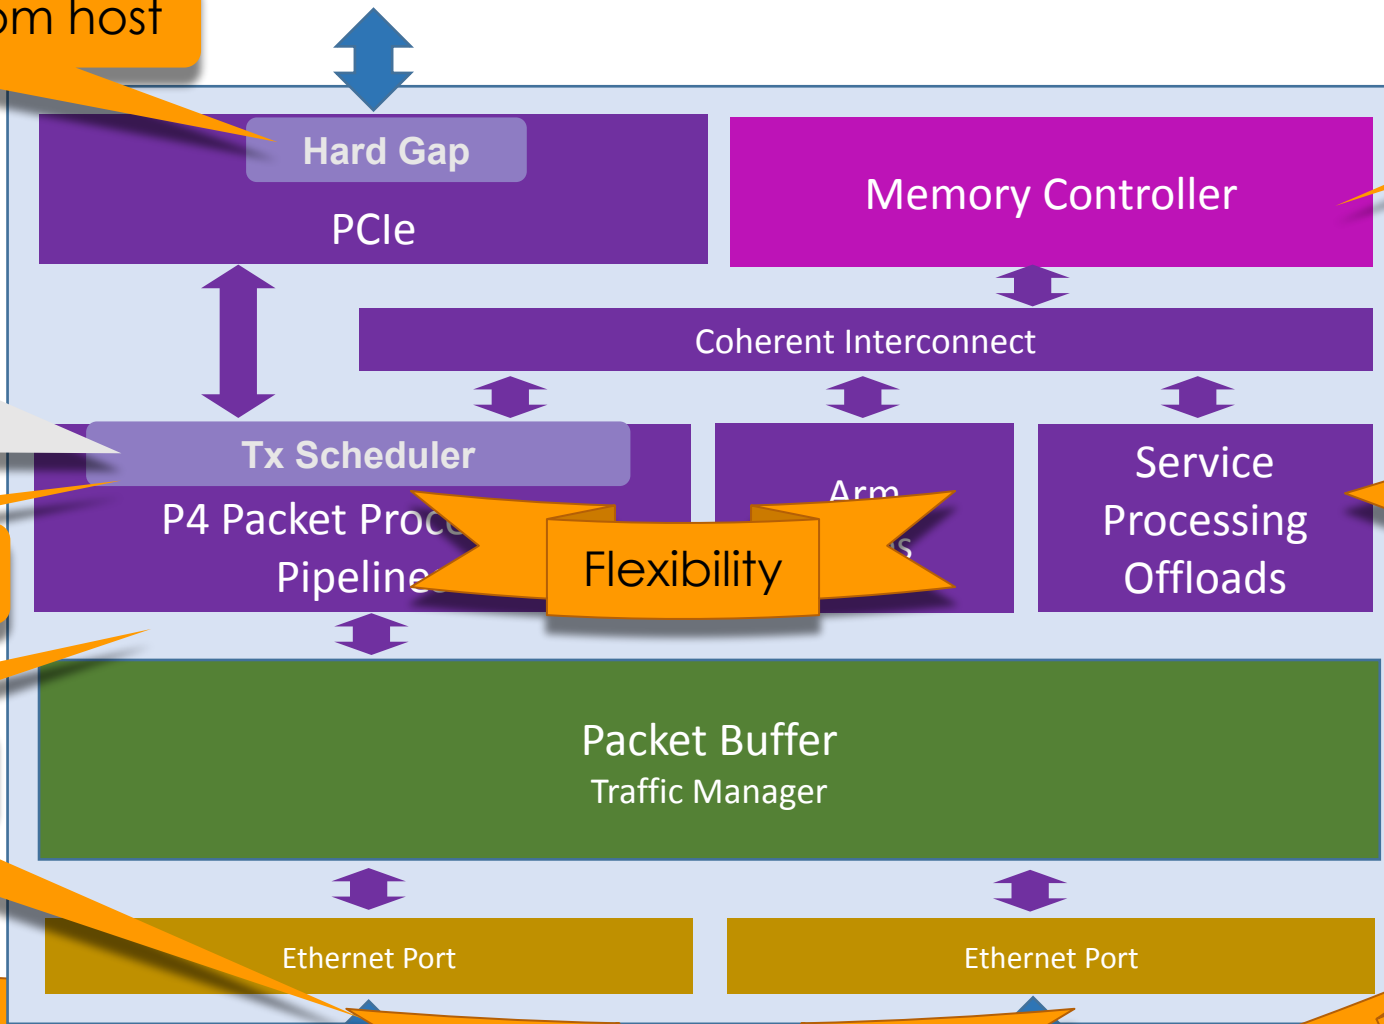 om host
Hard Gap
PCIe
Memory Controller
Coherent Interconnect
Tx Scheduler
P4 Packet Proc
Pipeline
Arm
s
Service
Processing
Offloads
Flexibility
Packet Buffer
Traffic Manager
Ethernet Port
Ethernet Port